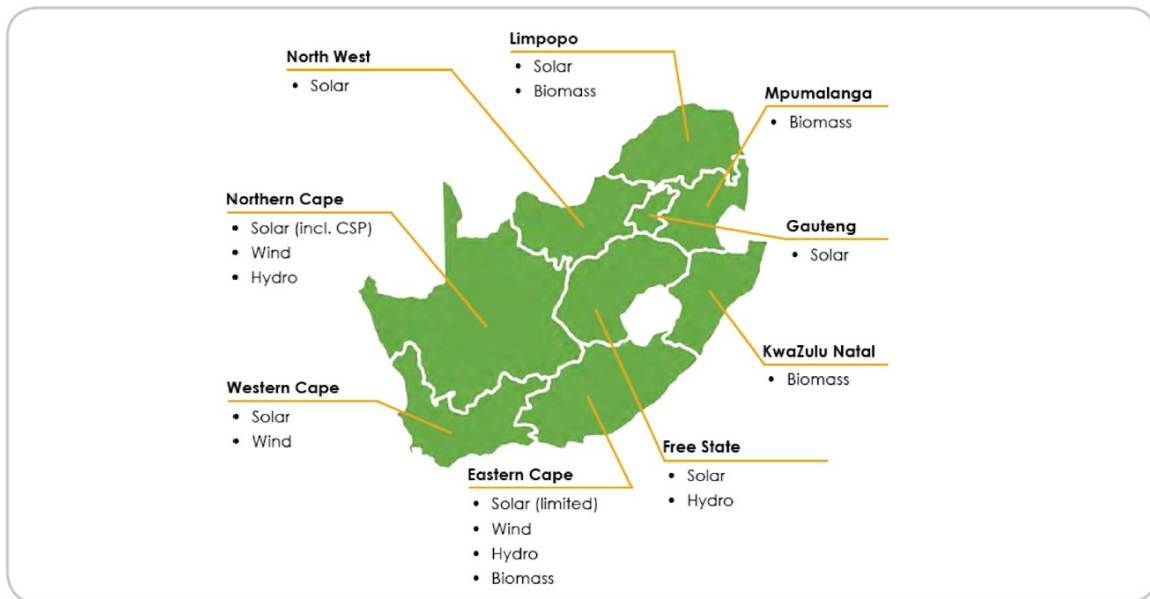 Limpopo
• Solar
• Biomass
North West
• Solar
Mpumalanga
• Biomass
Northern Cape
• Solar (incl. CSP)
• Wind
• Hydro
Gauteng
• Solar
KwaZulu Natal
• Biomass
Western Cape
• Solar
• Wind
Free State
• Solar
• Hydro
Eastern Cape
• Solar (limited)
• Wind
• Hydro
• Biomass